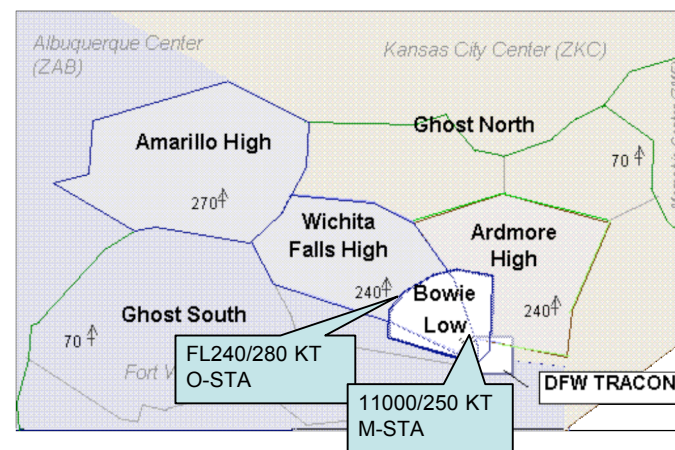 Albuquerque Center
(ZAB)
Kansas City Center (ZKC)
Amarillo High
Ghost North
70
270
Wichita
Falls High
Ardmore
High
240
Bowie
Low
240
Ghost South
70
FL240/280 KT
O-STA
Fort
DFW TRACON
11000/250 KT
M-STA